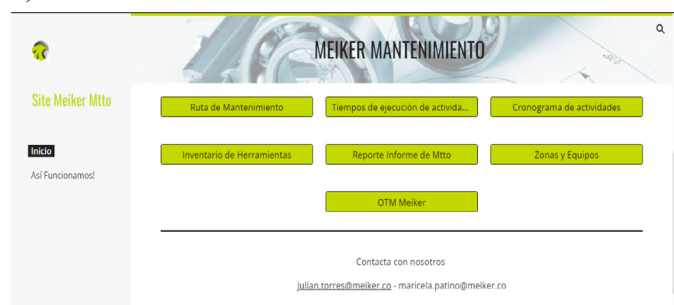 MEIKER MANTENIMIENTO
Site Meiker Mtto
Inicio
Así Funcionamos!
Ruta de Mantenimiento
Tiempos de ejecución de activida...
Cronograma de actividades
Inventario de Herramientas
Reporte Informe de Mtto
Zonas y Equipos
OTM Meiker
Contacta con nosotros
julian.torres@meiker.co - maricela.patino@meiker.co